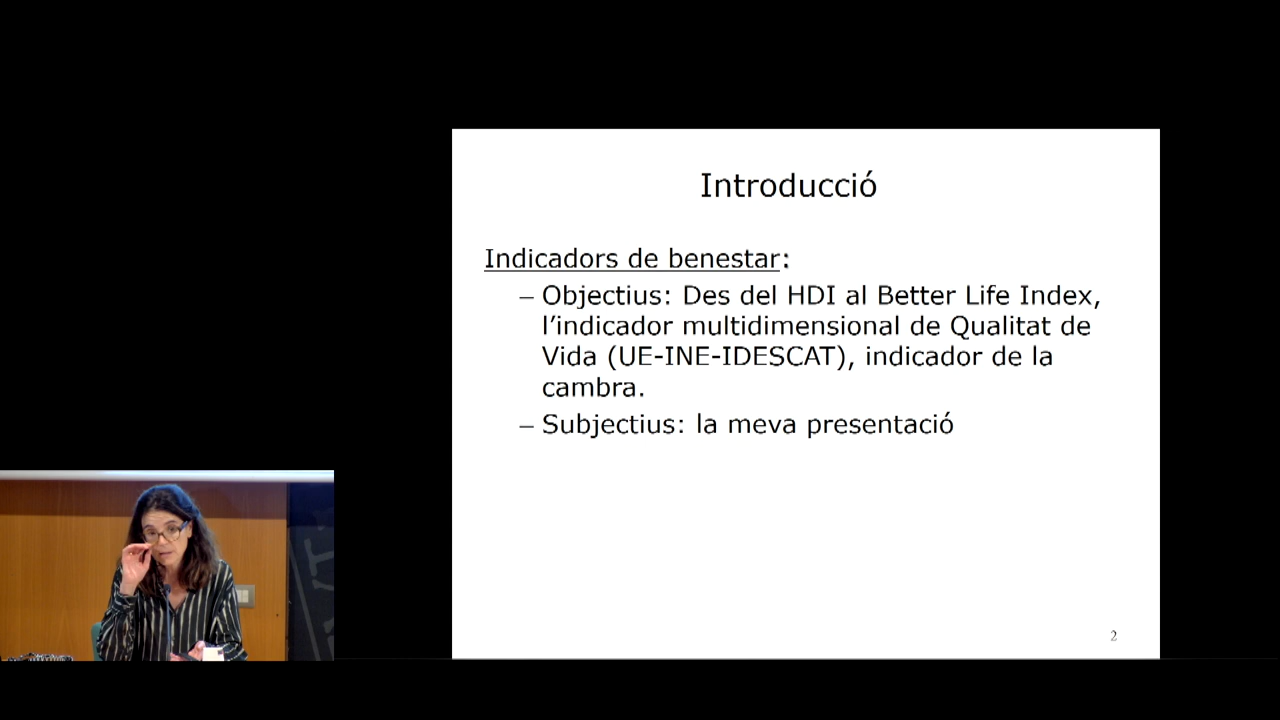 Introducció
Indicadors de benestar:
– Objectius: Des del HDI al Better Life Index,
l’indicador multidimensional de Qualitat de
Vida (UE-INE-IDESCAT), indicador de la
cambra.
– Subjectius: la meva presentació
2